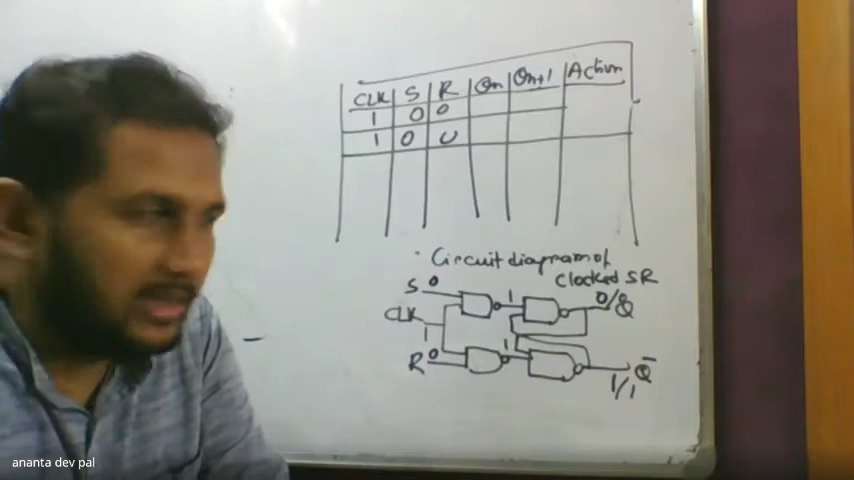 CLK S R Qn Qn+1 Action
1 0 0
1 0 0
Circuit diagram of
Clocked SR
S 0 1 0/Q
CLK
1
R 0 1 Q̅
1/1
ananta dev pal